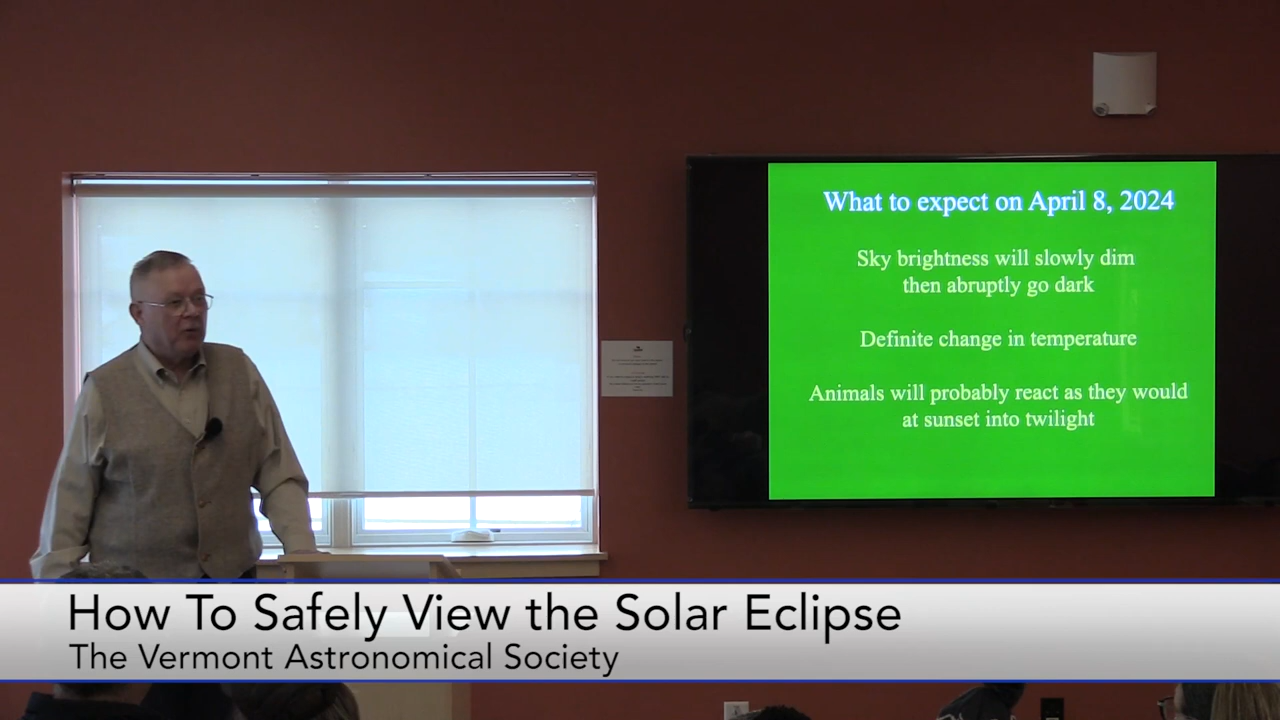 What to expect on April 8, 2024
Sky brightness will slowly dim
then abruptly go dark
Definite change in temperature
Animals will probably react as they would
at sunset into twilight
How To Safely View the Solar Eclipse
The Vermont Astronomical Society